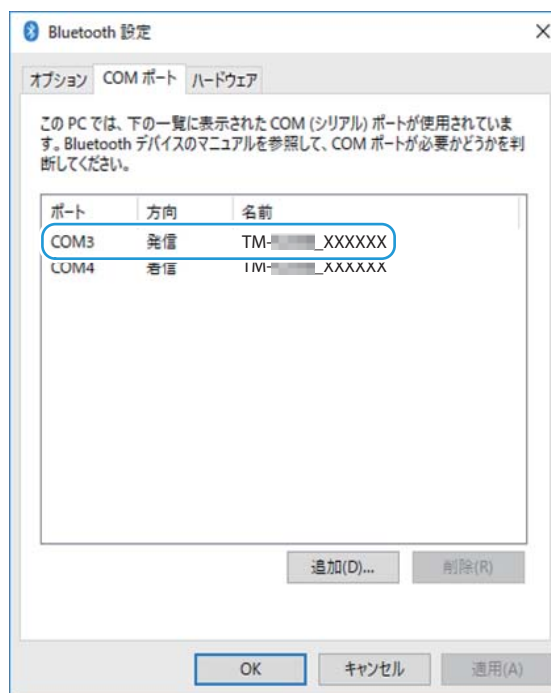 Bluetooth 設定
オプション COM ポート ハードウェア
この PC では、下の一覧に表示された COM (シリアル) ポートが使用されていま
す。Bluetooth デバイスのマニュアルを参照して、COM ポートが必要かどうかを判
断してください。
ポート 方向 名前
COM3 発信 TM- _XXXXXX
COM4 着信 TM- _XXXXXX
追加(D)... 削除(R)
OK キャンセル 適用(A)